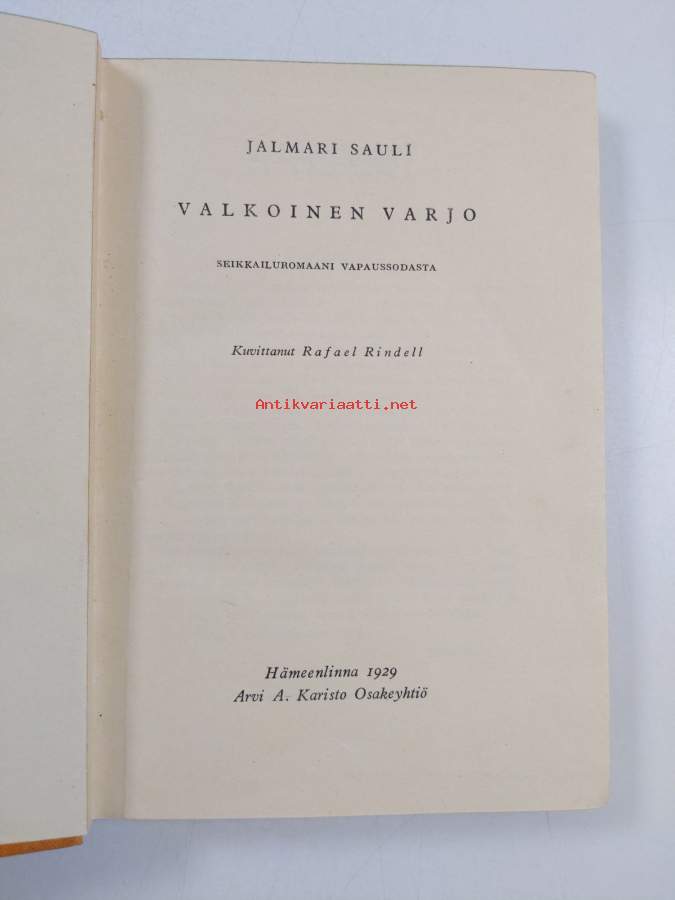 JALMARI SAULI
VALKOINEN VARJO
SEIKKAILUROMAANI VAPAUSSODASTA
Kuvittanut Rafael Rindell
Antikvariaatti.net
Hämeenlinna 1929
Arvi A. Karisto Osakeyhtiö